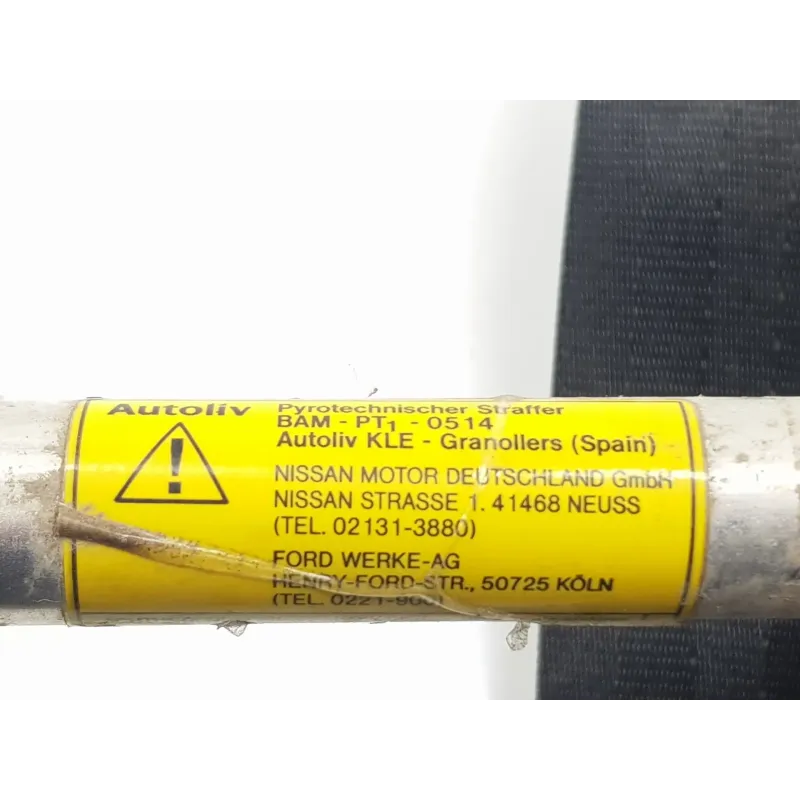 Autoliv Pyrotechnischer Straffer
BAM - PT1 - 0514
Autoliv KLE - Granollers (Spain)
NISSAN MOTOR DEUTSCHLAND GmbH
NISSAN STRASSE 1. 41468 NEUSS
(TEL. 02131-3880)
FORD WERKE-AG
HENRY-FORD-STR., 50725 KÖLN
(TEL.